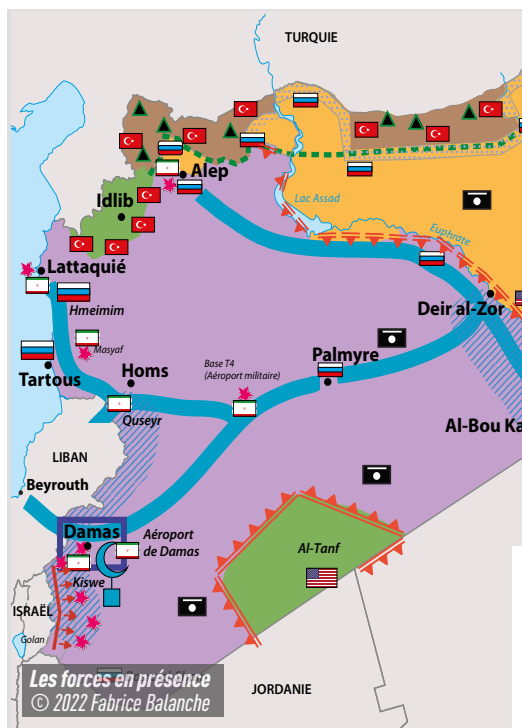 TURQUIE
Alep
Idlib
Lac Assad
Euphrate
Lattaquié
Hmeimim
Deir al-Zor
Masyaf
Base T4
(Aéroport militaire)
Palmyre
Tartous
Homs
Quseyr
Al-Bou Ka
LIBAN
Beyrouth
Damas
Aéroport
de Damas
Al-Tanf
Kiswe
ISRAËL
Golan
JORDANIE
Les forces en présence
© 2022 Fabrice Balanche